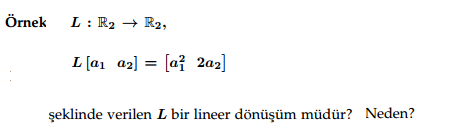 Örnek L : ℝ₂ → ℝ₂,
L [a₁ a₂] = [a₁² 2a₂]
şeklinde verilen L bir lineer dönüşüm müdür? Neden?